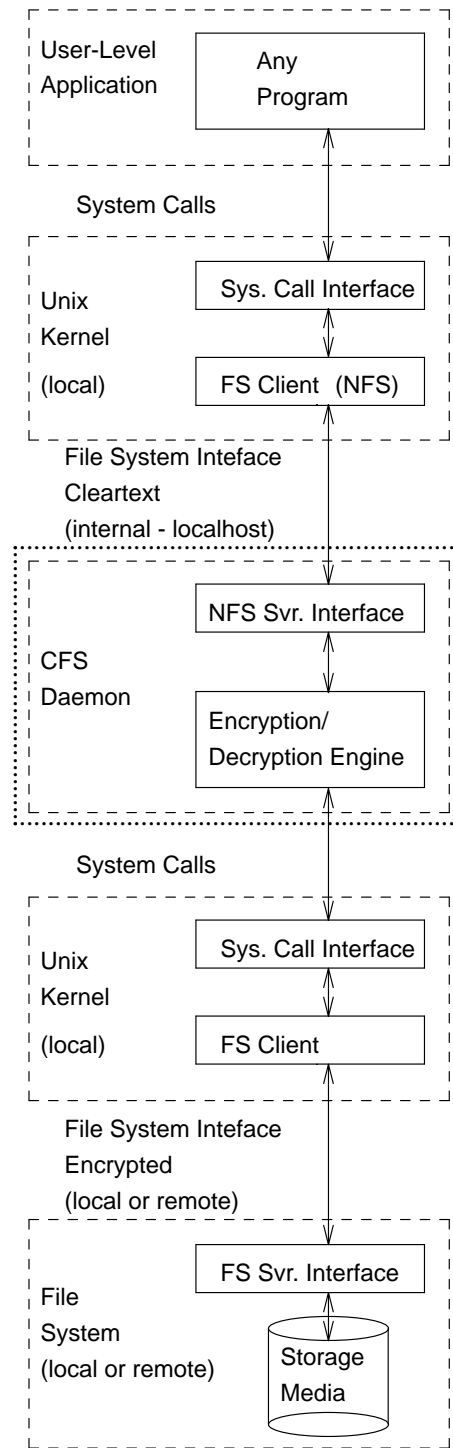 User-Level
Application
Any
Program
System Calls
Unix
Kernel
(local)
Sys. Call Interface
FS Client (NFS)
File System Inteface
Cleartext
(internal - localhost)
CFS
Daemon
NFS Svr. Interface
Encryption/
Decryption Engine
System Calls
Unix
Kernel
(local)
Sys. Call Interface
FS Client
File System Inteface
Encrypted
(local or remote)
File
System
(local or remote)
FS Svr. Interface
Storage
Media